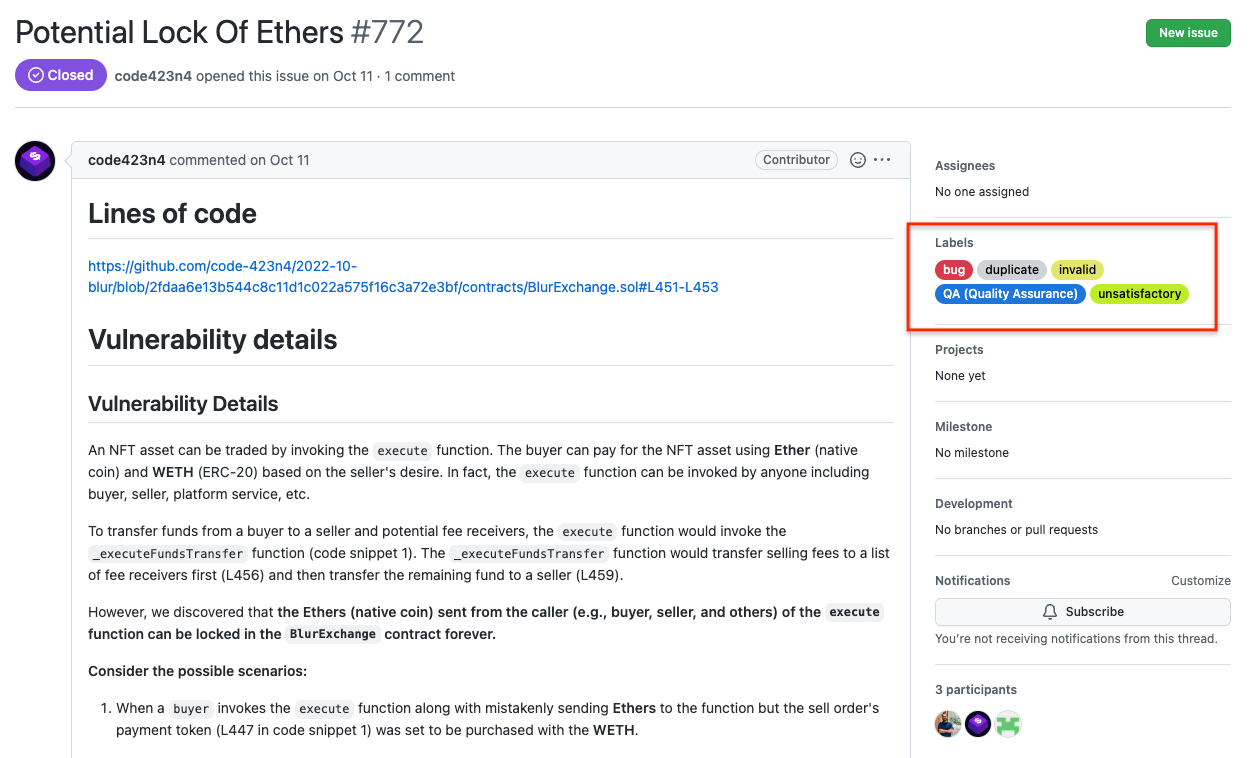 Potential Lock Of Ethers #772
New issue
Closed
code423n4 opened this issue on Oct 11 · 1 comment
code423n4 commented on Oct 11
Contributor
Lines of code
https://github.com/code-423n4/2022-10-
blur/blob/2fdaa6e13b544c8c11d1c022a575f16c3a72e3bf/contracts/BlurExchange.sol#L451-L453
Vulnerability details
Vulnerability Details
An NFT asset can be traded by invoking the execute function. The buyer can pay for the NFT asset using Ether (native
coin) and WETH (ERC-20) based on the seller's desire. In fact, the execute function can be invoked by anyone including
buyer, seller, platform service, etc.
To transfer funds from a buyer to a seller and potential fee receivers, the execute function would invoke the
_executeFundsTransfer function (code snippet 1). The _executeFundsTransfer function would transfer selling fees to a list
of fee receivers first (L456) and then transfer the remaining fund to a seller (L459).
However, we discovered that the Ethers (native coin) sent from the caller (e.g., buyer, seller, and others) of the execute
function can be locked in the BlurExchange contract forever.
Consider the possible scenarios:
1. When a buyer invokes the execute function along with mistakenly sending Ethers to the function but the sell order's
payment token (L447 in code snippet 1) was set to be purchased with the WETH.
Assignees
No one assigned
Labels
bug duplicate invalid
QA (Quality Assurance) unsatisfactory
Projects
None yet
Milestone
No milestone
Development
No branches or pull requests
Notifications
Customize
Subscribe
You're not receiving notifications from this thread.
3 participants